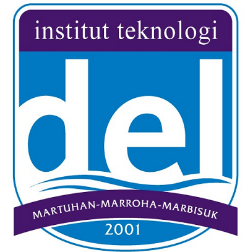 institut teknologi
del
MARTUHAN-MARROHA-MARBISUK
2001